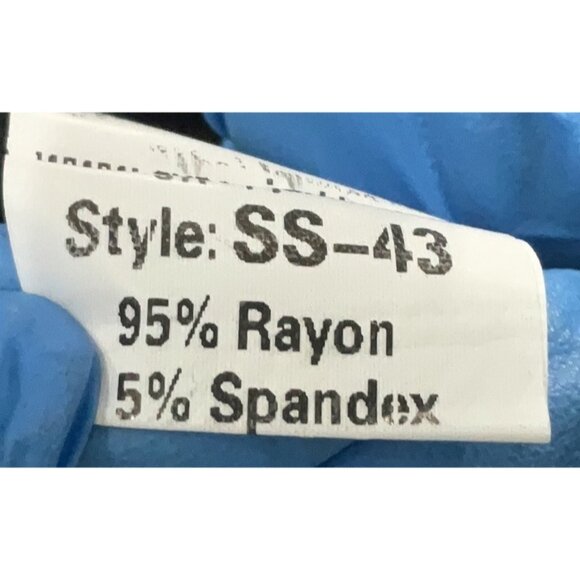 Style: SS-43
95% Rayon
5% Spandex